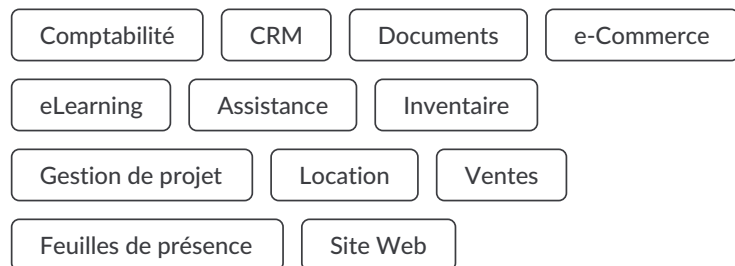 Comptabilité CRM Documents e-Commerce
eLearning Assistance Inventaire
Gestion de projet Location Ventes
Feuilles de présence Site Web